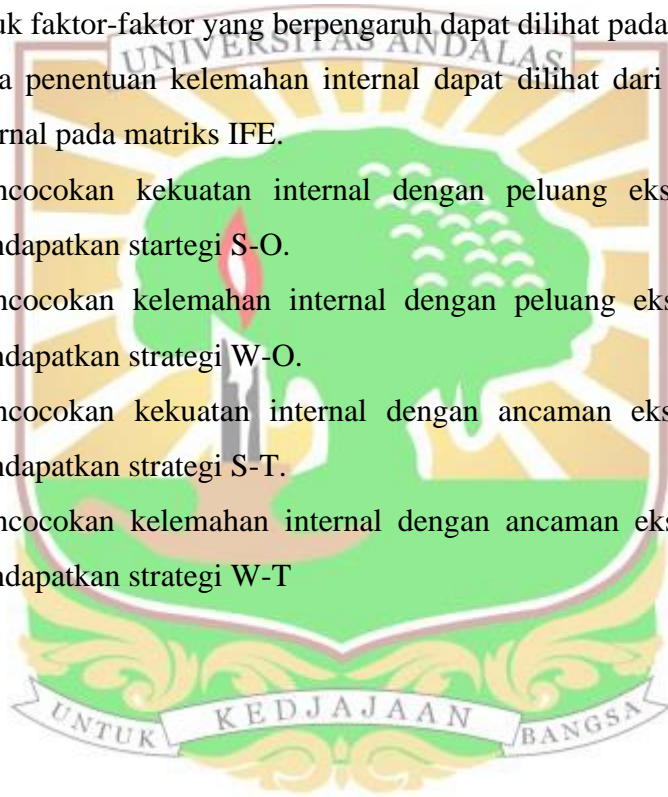 uk faktor-faktor yang berpengaruh dapat dilihat pada
UNIVERSITAS ANDALAS
a penentuan kelemahan internal dapat dilihat dari
ernal pada matriks IFE.
ncocokan kekuatan internal dengan peluang eks
ndapatkan startegi S-O.
ncocokan kelemahan internal dengan peluang eks
ndapatkan strategi W-O.
ncocokan kekuatan internal dengan ancaman eks
ndapatkan strategi S-T.
ncocokan kelemahan internal dengan ancaman eks
ndapatkan strategi W-T
UNTUK KEDJAJAAN BANGSA